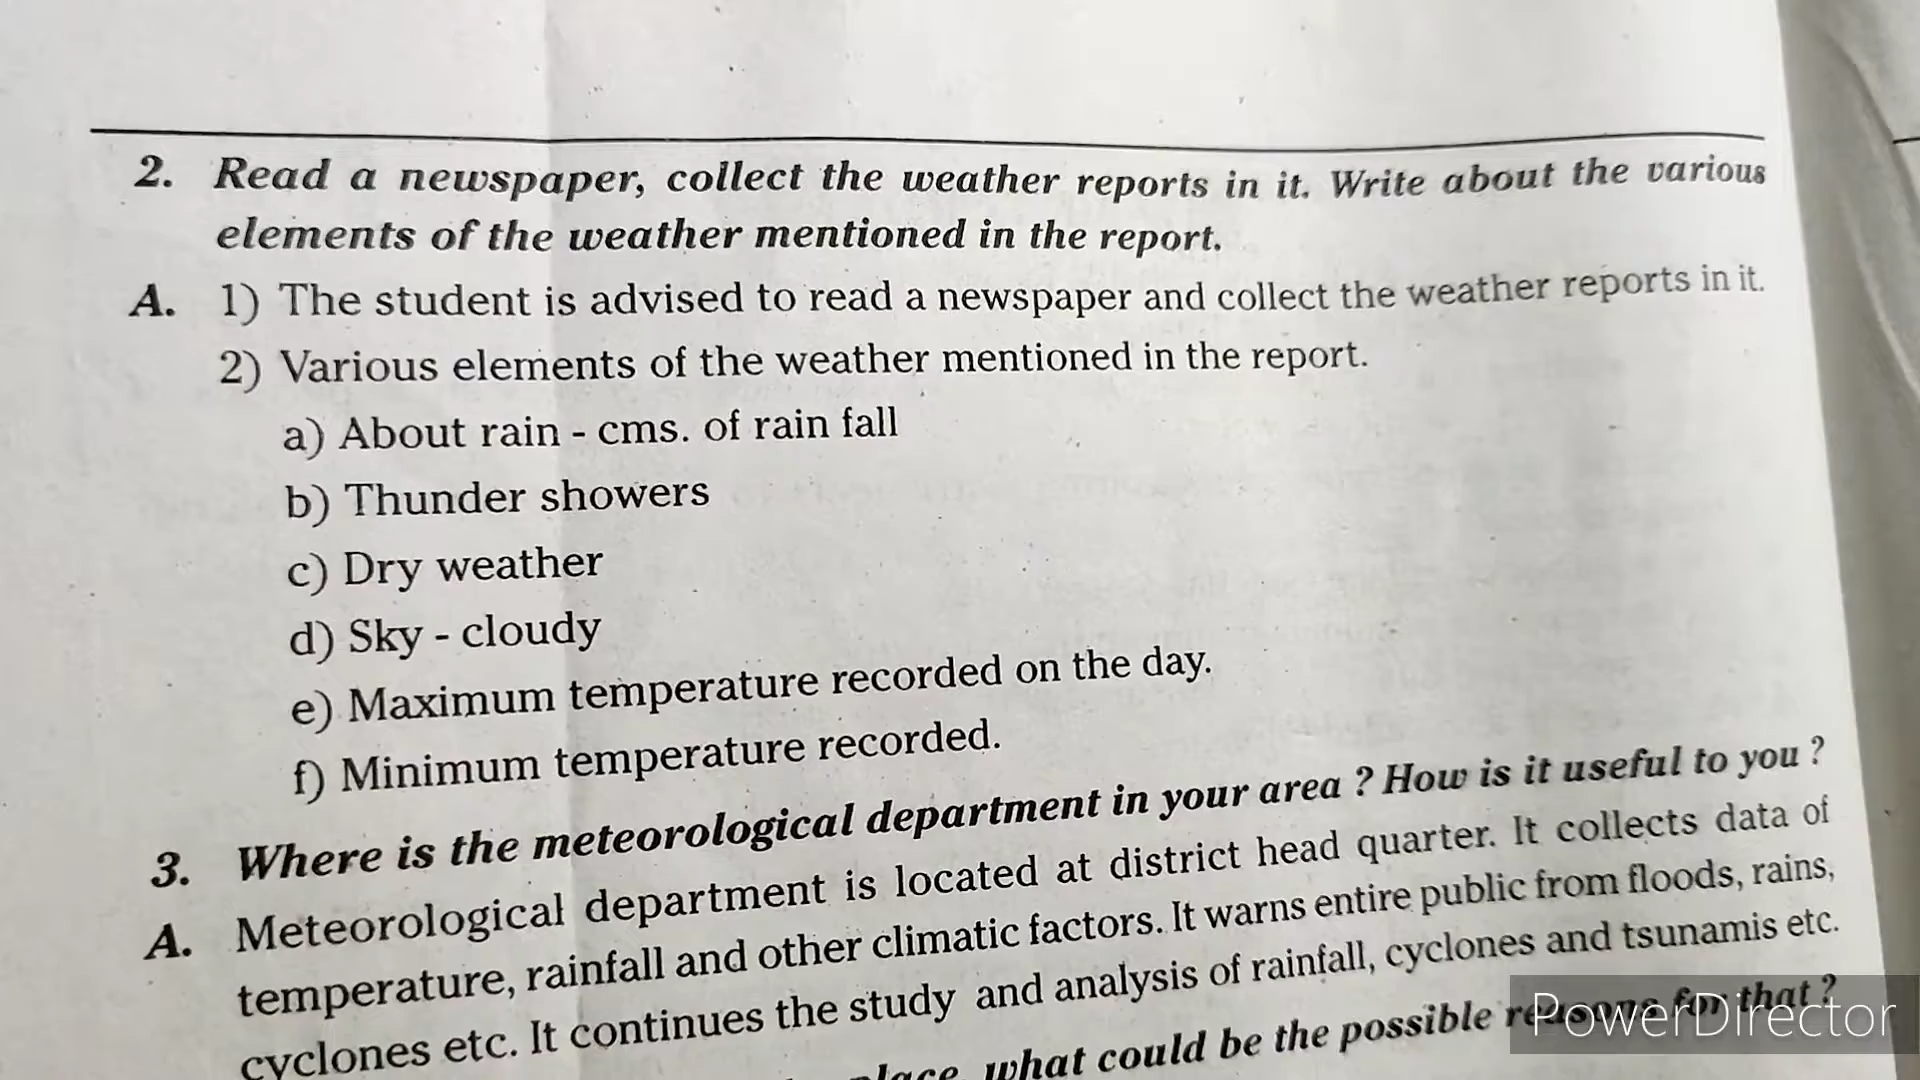 2. Read a newspaper, collect the weather reports in it. Write about the various
elements of the weather mentioned in the report.
A. 1) The student is advised to read a newspaper and collect the weather reports in it.
2) Various elements of the weather mentioned in the report.
a) About rain - cms. of rain fall
b) Thunder showers
c) Dry weather
d) Sky - cloudy
e) Maximum temperature recorded on the day.
f) Minimum temperature recorded.
3. Where is the meteorological department in your area ? How is it useful to you ?
A. Meteorological department is located at district head quarter. It collects data of
temperature, rainfall and other climatic factors. It warns entire public from floods, rains,
cyclones etc. It continues the study and analysis of rainfall, cyclones and tsunamis etc.
place, what could be the possible reasons for that ?
PowerDirector